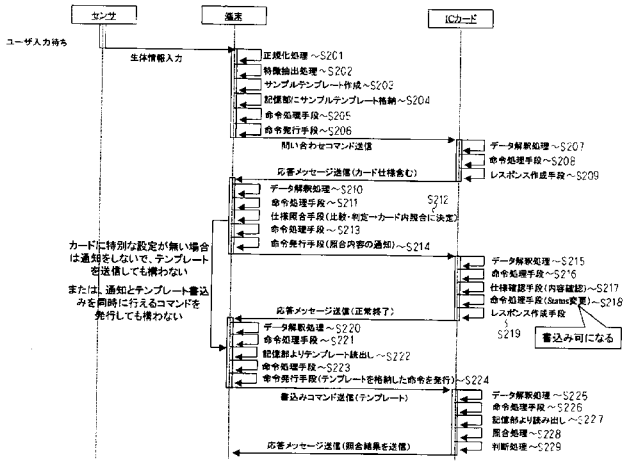 センサ
端末
ICカード
ユーザ入力待ち
生体情報入力
正規化処理～S201
特徴抽出処理～S202
サンプルテンプレート作成～S203
記憶部にサンプルテンプレート格納～S204
命令処理手段～S205
命令発行手段～S206
問い合わせコマンド送信
データ解釈処理～S207
命令処理手段～S208
レスポンス作成手段～S209
応答メッセージ送信(カード仕様含む)
データ解釈処理～S210
命令処理手段～S211
S212
仕様照合手段(比較・判定→カード内照合に決定)
命令処理手段～S213
命令発行手段(照合内容の通知)～S214
カードに特別な設定が無い場合
は通知をしないで、テンプレート
を送信しても構わない
または、通知とテンプレート書込
みを同時に行えるコマンドを
発行しても構わない
データ解釈処理～S215
命令処理手段～S216
仕様確認手段(内容確認)～S217
命令処理手段(Status変更)～S218
レスポンス作成手段
～S219
書込み可になる
応答メッセージ送信(正常終了)
データ解釈処理～S220
命令処理手段～S221
記憶部よりテンプレート読出し～S222
命令処理手段～S223
命令発行手段(テンプレートを格納した命令を発行)～S224
書込みコマンド送信(テンプレート)
データ解釈処理～S225
命令処理手段～S226
記憶部より読み出し～S227
照合処理～S228
判断処理～S229
応答メッセージ送信(照合結果を送信)